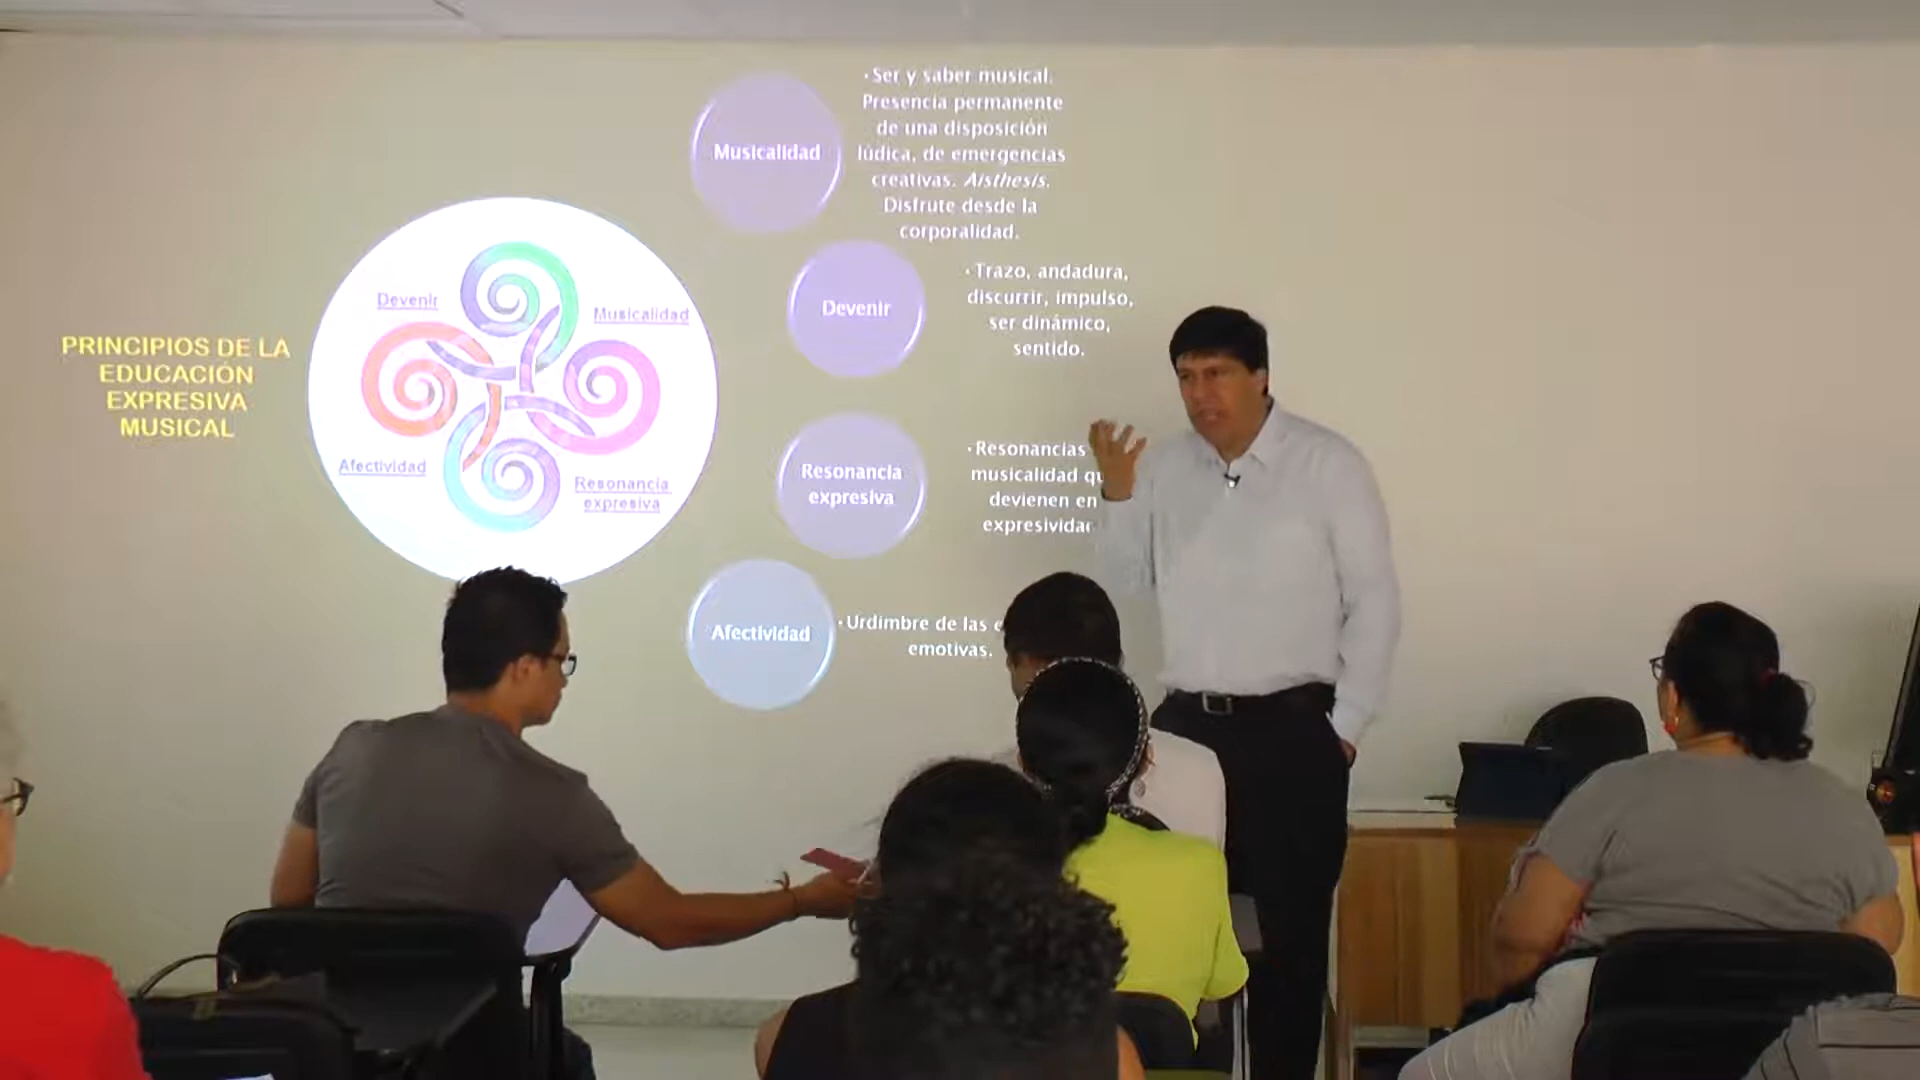 PRINCIPIOS DE LA
EDUCACIÓN
EXPRESIVA
MUSICAL
Devenir
Musicalidad
Afectividad
Resonancia
expresiva
Musicalidad
·Ser y saber musical.
Presencia permanente
de una disposición
lúdica, de emergencias
creativas. Aisthesis.
Disfrute desde la
corporalidad.
Devenir
·Trazo, andadura,
discurrir, impulso,
ser dinámico,
sentido.
Resonancia
expresiva
·Resonancias
musicalidad
devienen en
Afectividad
·Urdimbre de las
emotivas.